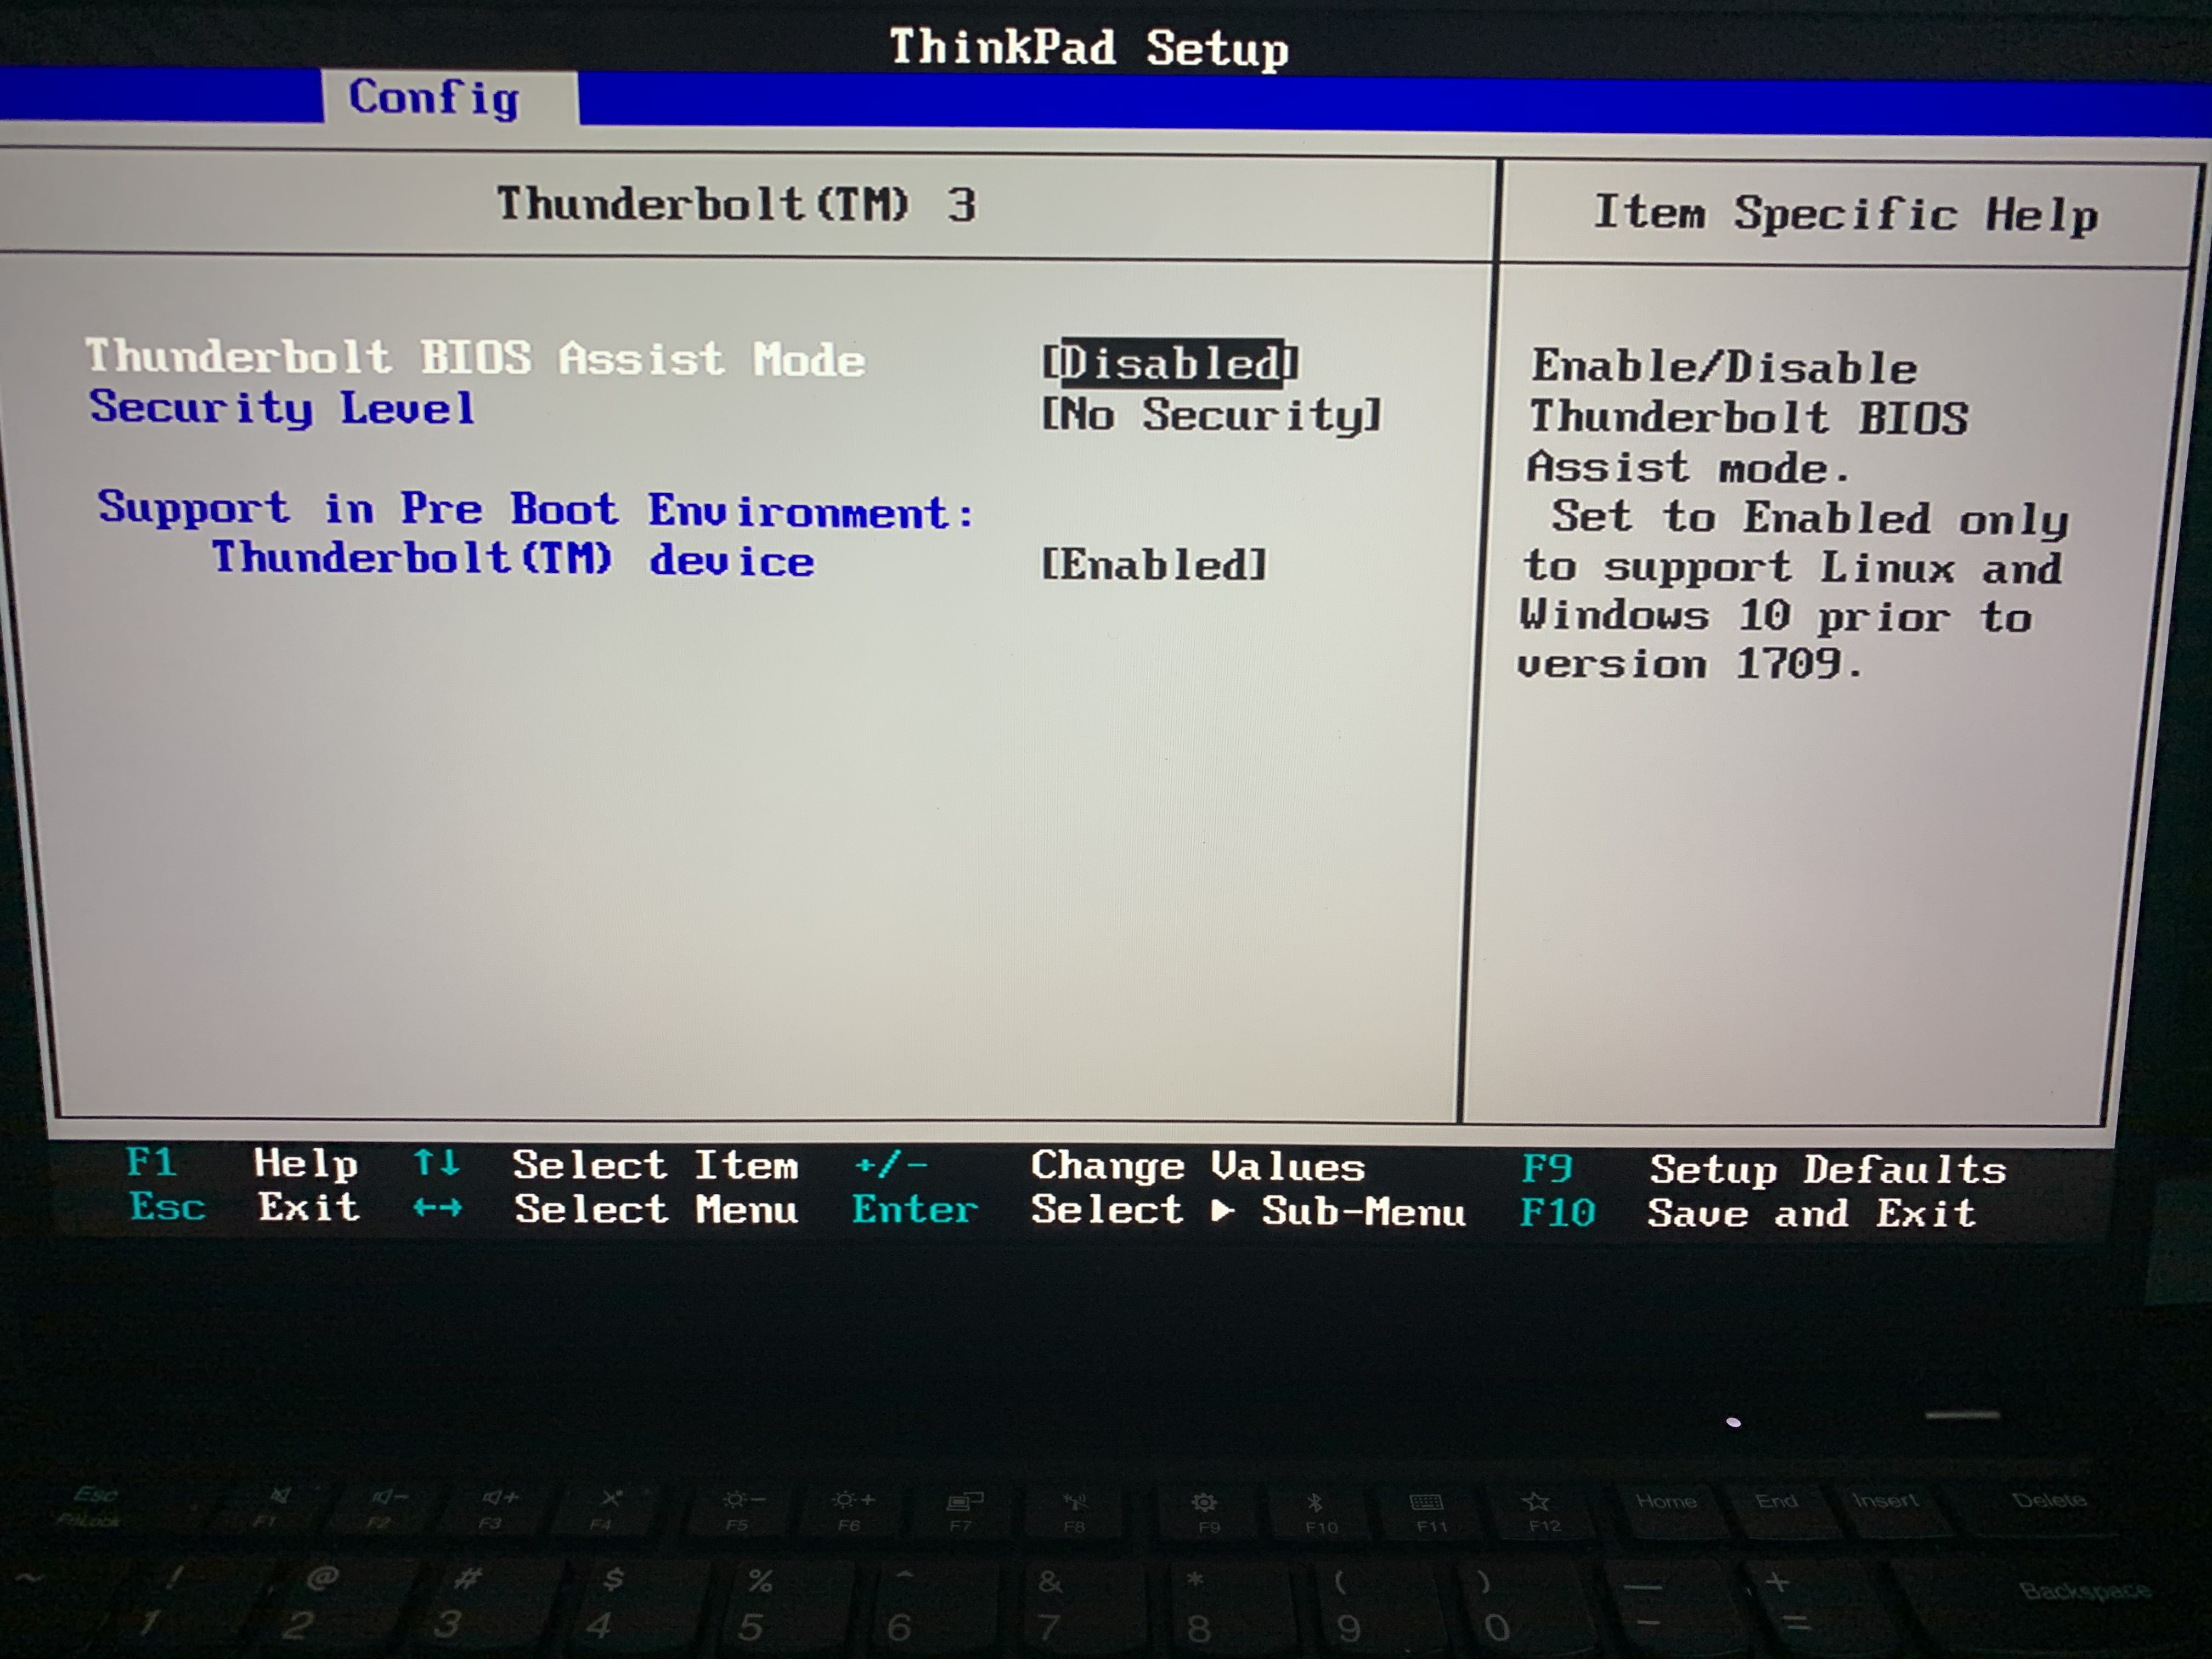 ThinkPad Setup
Config
Thunderbolt(TM) 3
Item Specific Help
Thunderbolt BIOS Assist Mode [Disabled]
Security Level [No Security]
Support in Pre Boot Environment:
Thunderbolt(TM) device [Enabled]
Enable/Disable
Thunderbolt BIOS
Assist mode.
Set to Enabled only
to support Linux and
Windows 10 prior to
version 1709.
F1 Help ↑↓ Select Item +/- Change Values F9 Setup Defaults
Esc Exit ←→ Select Menu Enter Select ▶ Sub-Menu F10 Save and Exit
Esc Home End Insert Delete
FnLock F1 F2 F3 F4 F5 F6 F7 F8 F9 F10 F11 F12
~ ! @ # $ % ^ & * ( ) — + Backspace
1 2 3 4 5 6 7 8 9 0 - =